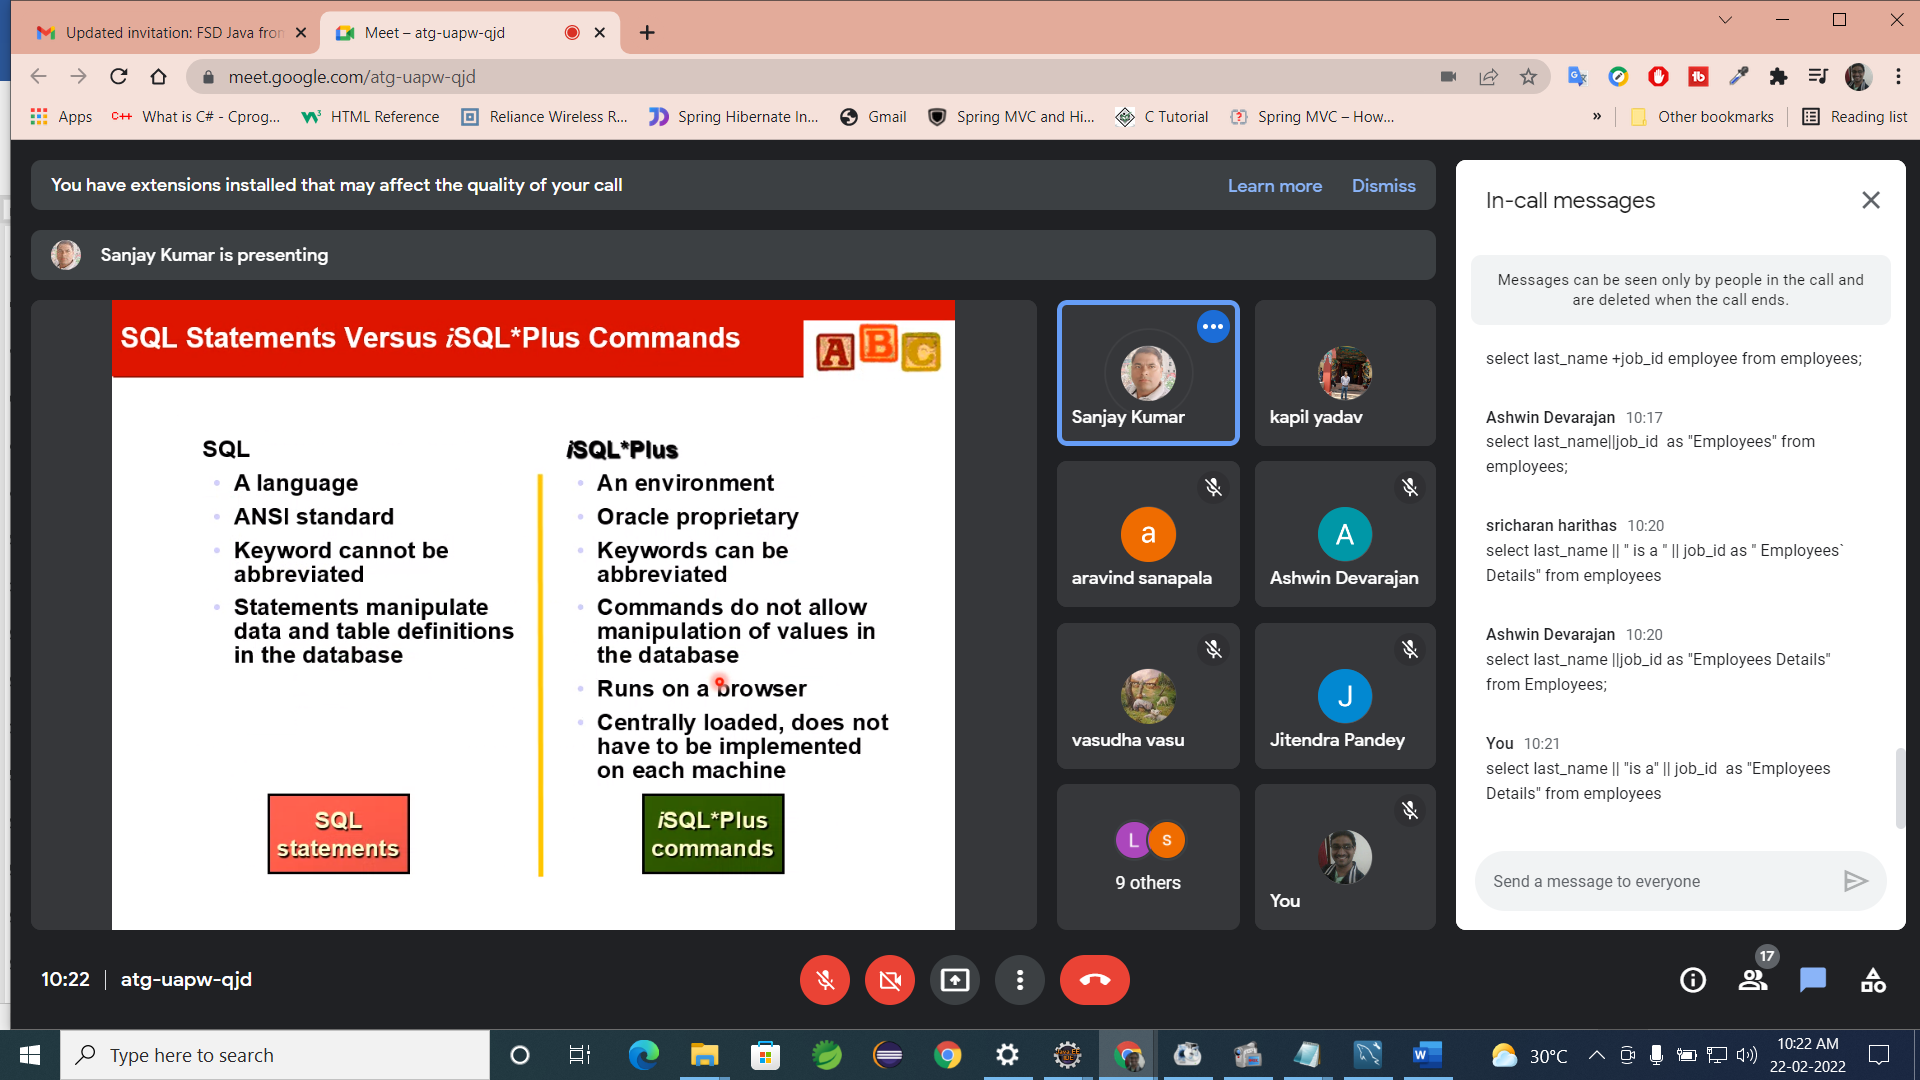 Updated invitation: FSD Java fron
Meet – atg-uapw-qjd
meet.google.com/atg-uapw-qjd
Apps
C++ What is C# - Cprog...
HTML Reference
Reliance Wireless R...
Spring Hibernate In...
Gmail
Spring MVC and Hi...
C Tutorial
Spring MVC – How...
»
Other bookmarks
Reading list
You have extensions installed that may affect the quality of your call
Learn more
Dismiss
Sanjay Kumar is presenting
SQL Statements Versus iSQL*Plus Commands
A B C
SQL
• A language
• ANSI standard
• Keyword cannot be
abbreviated
• Statements manipulate
data and table definitions
in the database
SQL
statements
iSQL*Plus
• An environment
• Oracle proprietary
• Keywords can be
abbreviated
• Commands do not allow
manipulation of values in
the database
• Runs on a browser
• Centrally loaded, does not
have to be implemented
on each machine
iSQL*Plus
commands
Sanjay Kumar
kapil yadav
a
aravind sanapala
A
Ashwin Devarajan
vasudha vasu
J
Jitendra Pandey
L s
9 others
You
In-call messages
Messages can be seen only by people in the call and
are deleted when the call ends.
select last_name +job_id employee from employees;
Ashwin Devarajan 10:17
select last_name||job_id as "Employees" from
employees;
sricharan harithas 10:20
select last_name || " is a " || job_id as " Employees`
Details" from employees
Ashwin Devarajan 10:20
select last_name ||job_id as "Employees Details"
from Employees;
You 10:21
select last_name || "is a" || job_id as "Employees
Details" from employees
Send a message to everyone
10:22 | atg-uapw-qjd
17
Type here to search
30°C
10:22 AM
22-02-2022